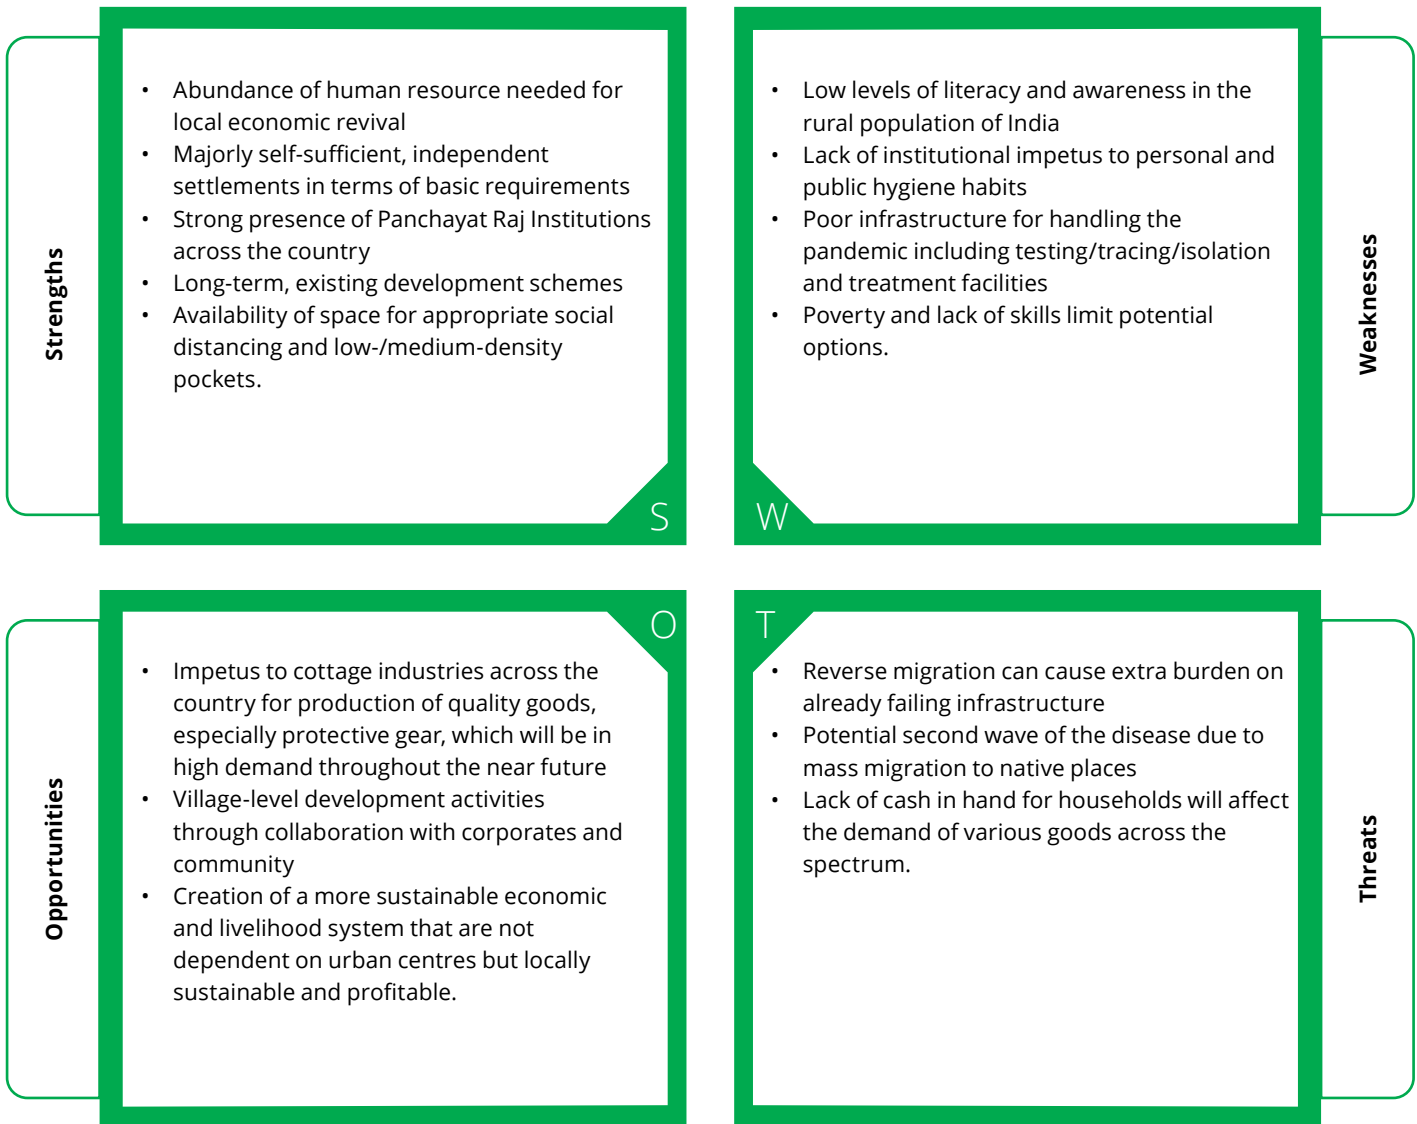 Strengths
• Abundance of human resource needed for
local economic revival
• Majorly self-sufficient, independent
settlements in terms of basic requirements
• Strong presence of Panchayat Raj Institutions
across the country
• Long-term, existing development schemes
• Availability of space for appropriate social
distancing and low-/medium-density
pockets.
S
• Low levels of literacy and awareness in the
rural population of India
• Lack of institutional impetus to personal and
public hygiene habits
• Poor infrastructure for handling the
pandemic including testing/tracing/isolation
and treatment facilities
• Poverty and lack of skills limit potential
options.
W
Weaknesses
Opportunities
O
• Impetus to cottage industries across the
country for production of quality goods,
especially protective gear, which will be in
high demand throughout the near future
• Village-level development activities
through collaboration with corporates and
community
• Creation of a more sustainable economic
and livelihood system that are not
dependent on urban centres but locally
sustainable and profitable.
T
• Reverse migration can cause extra burden on
already failing infrastructure
• Potential second wave of the disease due to
mass migration to native places
• Lack of cash in hand for households will affect
the demand of various goods across the
spectrum.
Threats